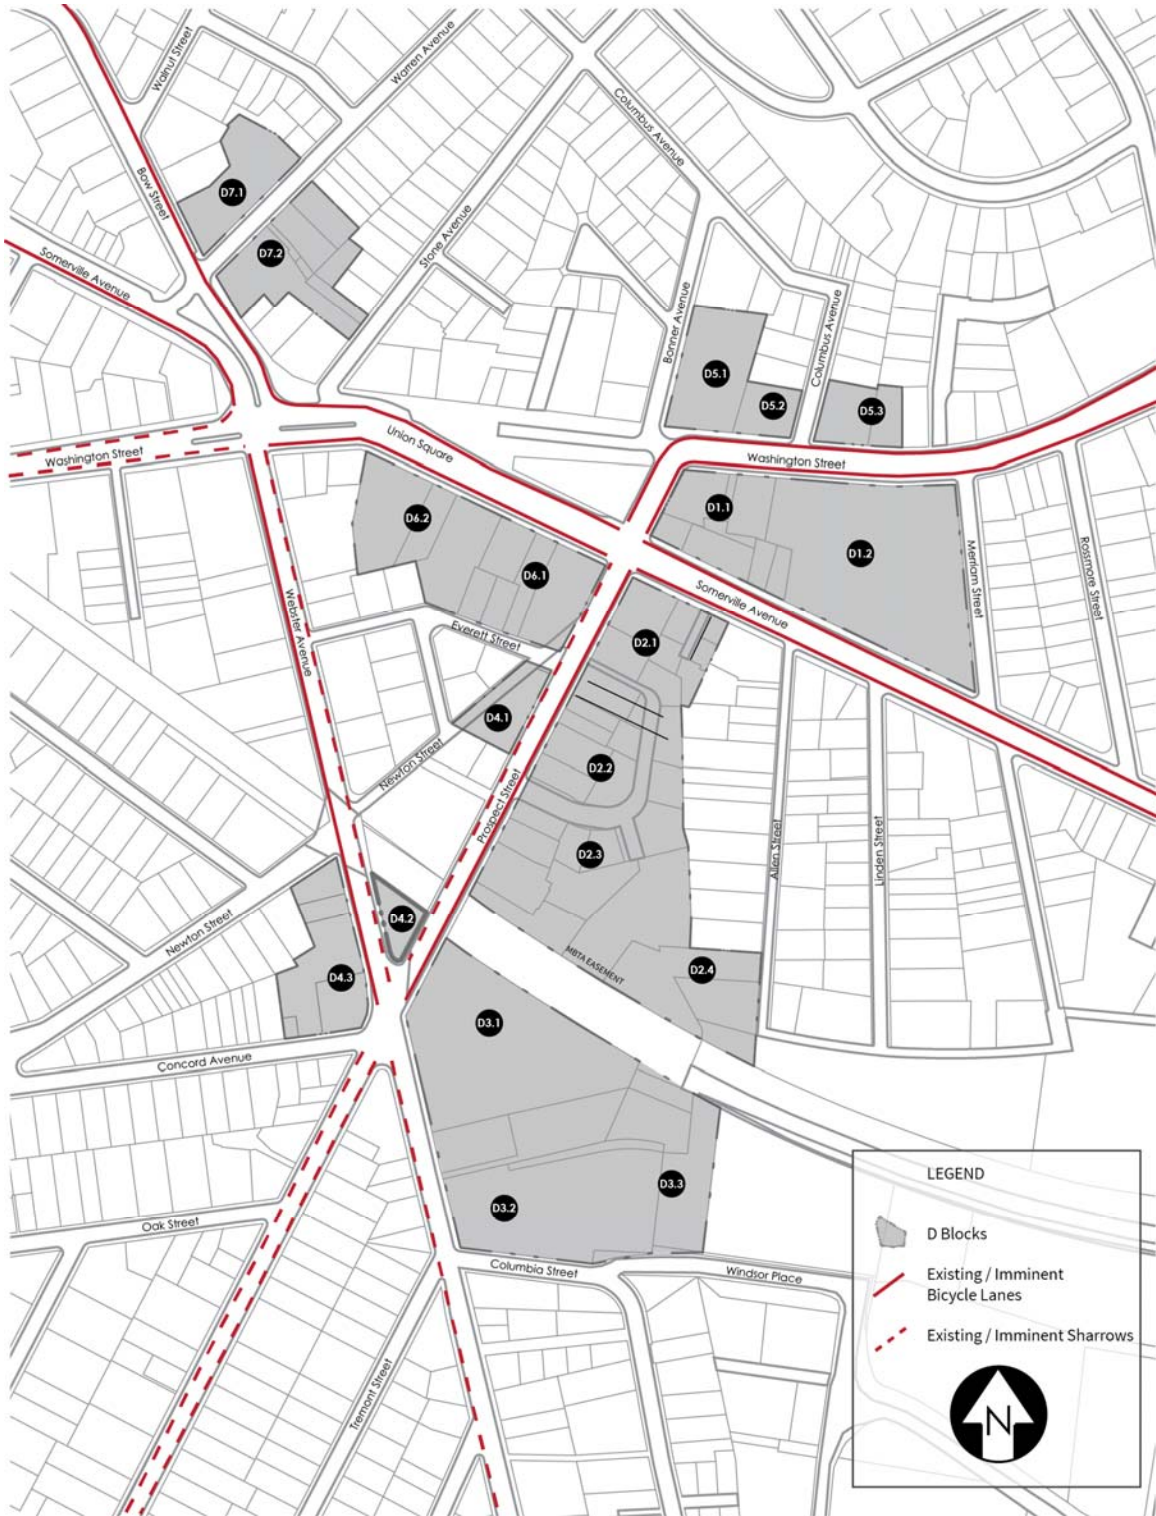 Walnut Street
Warren Avenue
Columbus Avenue
Bow Street
D7.1
Stone Avenue
D7.2
Somerville Avenue
Bonner Avenue
Columbus Avenue
D5.1
D5.2
D5.3
Union Square
Washington Street
Washington Street
D6.2
D1.1
D1.2
Merriam Street
Rossmore Street
D6.1
Somerville Avenue
Webster Avenue
Everett Street
D2.1
D4.1
Newton Street
D2.2
Prospect Street
D2.3
Allen Street
Linden Street
D4.2
Newton Street
D4.3
MBTA EASEMENT
D2.4
D3.1
Concord Avenue
D3.3
D3.2
Oak Street
Columbia Street
Windsor Place
Tremont Street
LEGEND
D Blocks
Existing / Imminent
Bicycle Lanes
Existing / Imminent Sharrows
N